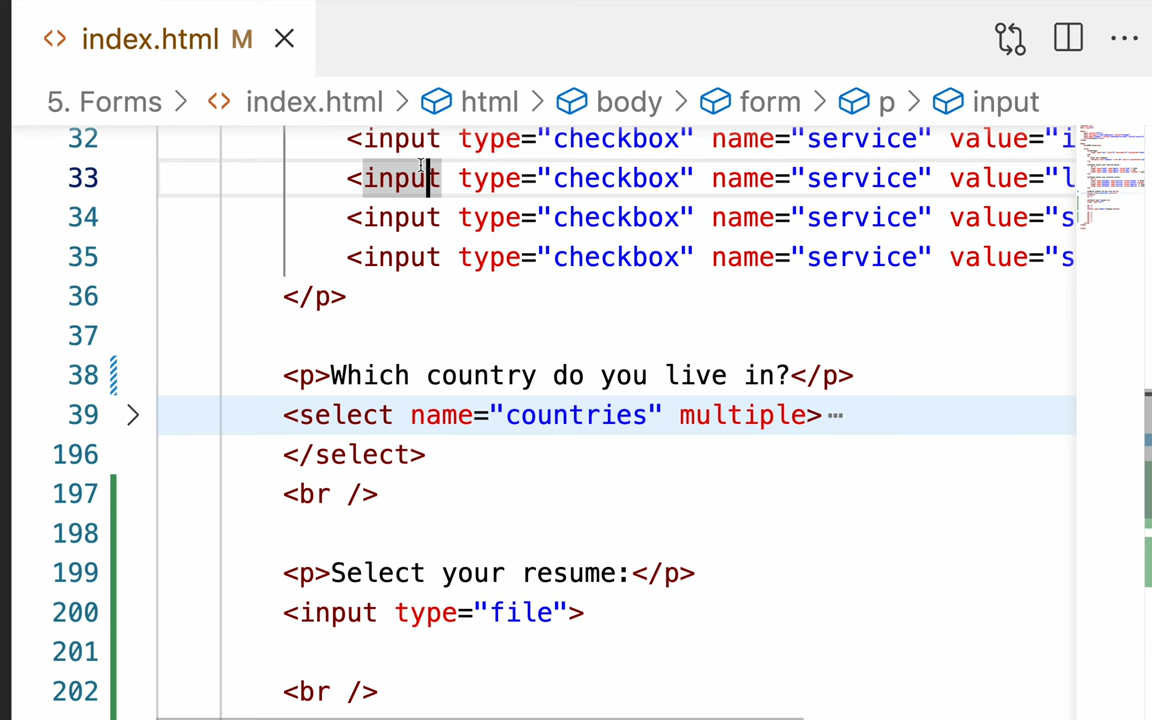 index.html M
5. Forms > index.html > html > body > form > p > input
32 <input type="checkbox" name="service" value="i
33 <input type="checkbox" name="service" value="l
34 <input type="checkbox" name="service" value="s
35 <input type="checkbox" name="service" value="s
36 </p>
37
38 <p>Which country do you live in?</p>
39 <select name="countries" multiple>
196 </select>
197 <br />
198
199 <p>Select your resume:</p>
200 <input type="file">
201
202 <br />